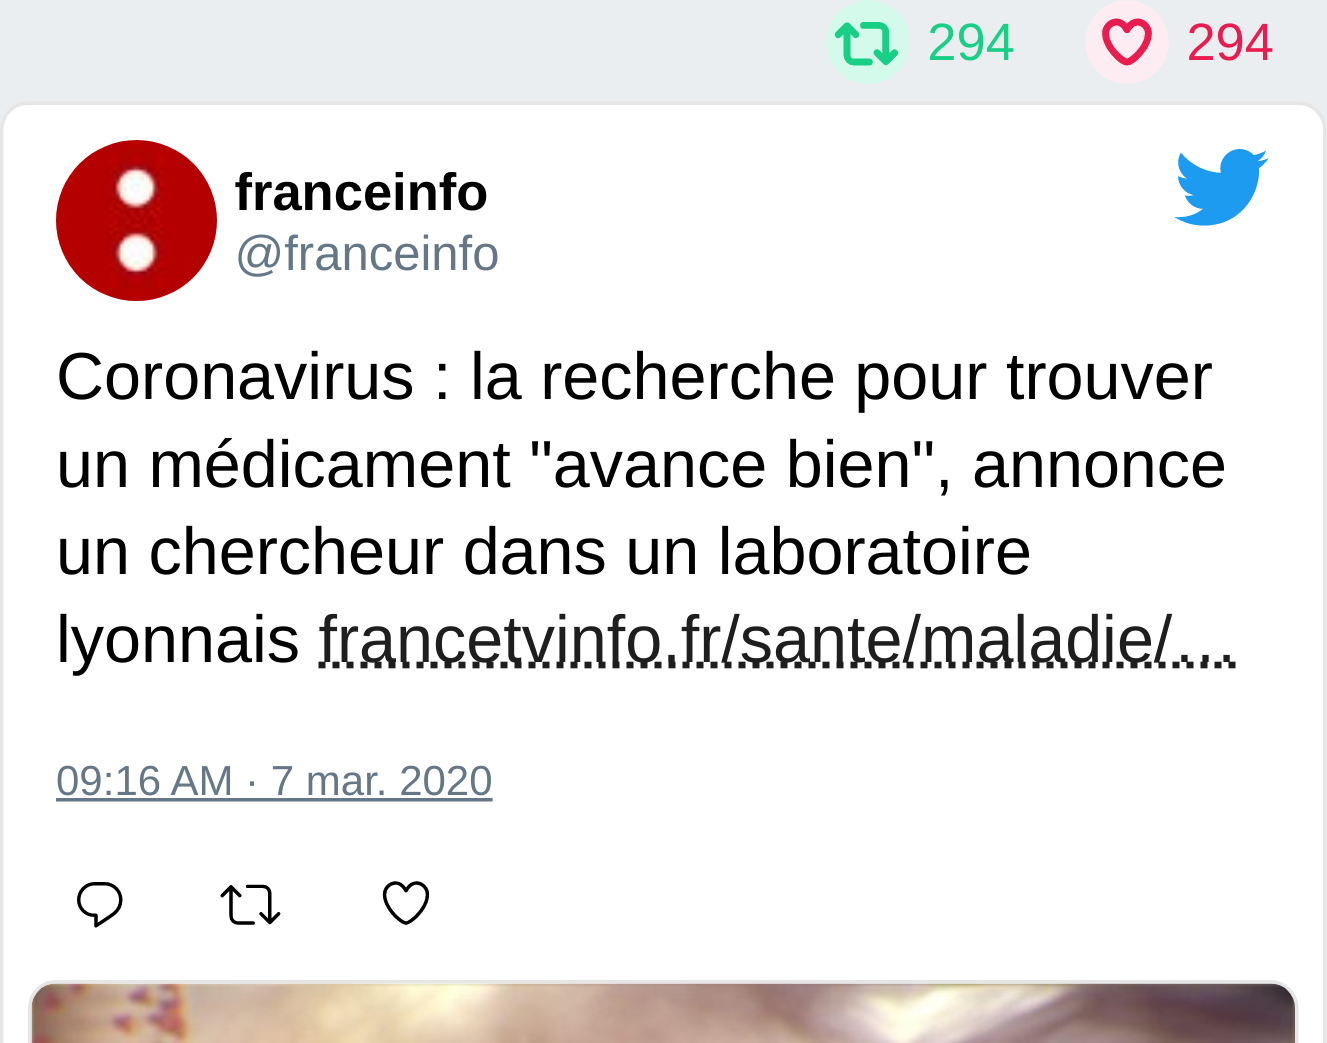 294 294
franceinfo
@franceinfo
Coronavirus : la recherche pour trouver
un médicament "avance bien", annonce
un chercheur dans un laboratoire
lyonnais francetvinfo.fr/sante/maladie/…
09:16 AM · 7 mar. 2020